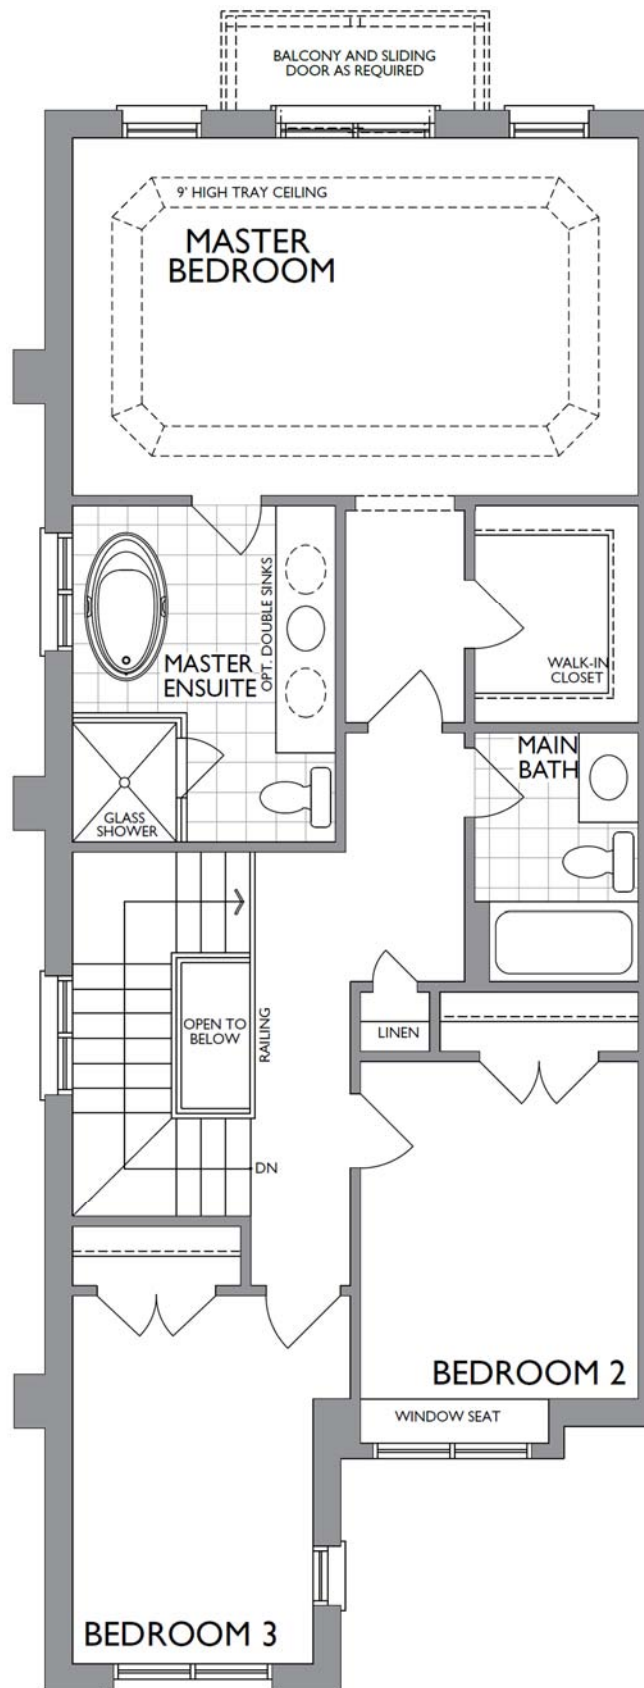 BALCONY AND SLIDING
DOOR AS REQUIRED
9' HIGH TRAY CEILING
MASTER
BEDROOM
OPT. DOUBLE SINKS
MASTER
ENSUITE
WALK-IN
CLOSET
MAIN
BATH
GLASS
SHOWER
OPEN TO
BELOW
RAILING
LINEN
DN
BEDROOM 2
WINDOW SEAT
BEDROOM 3